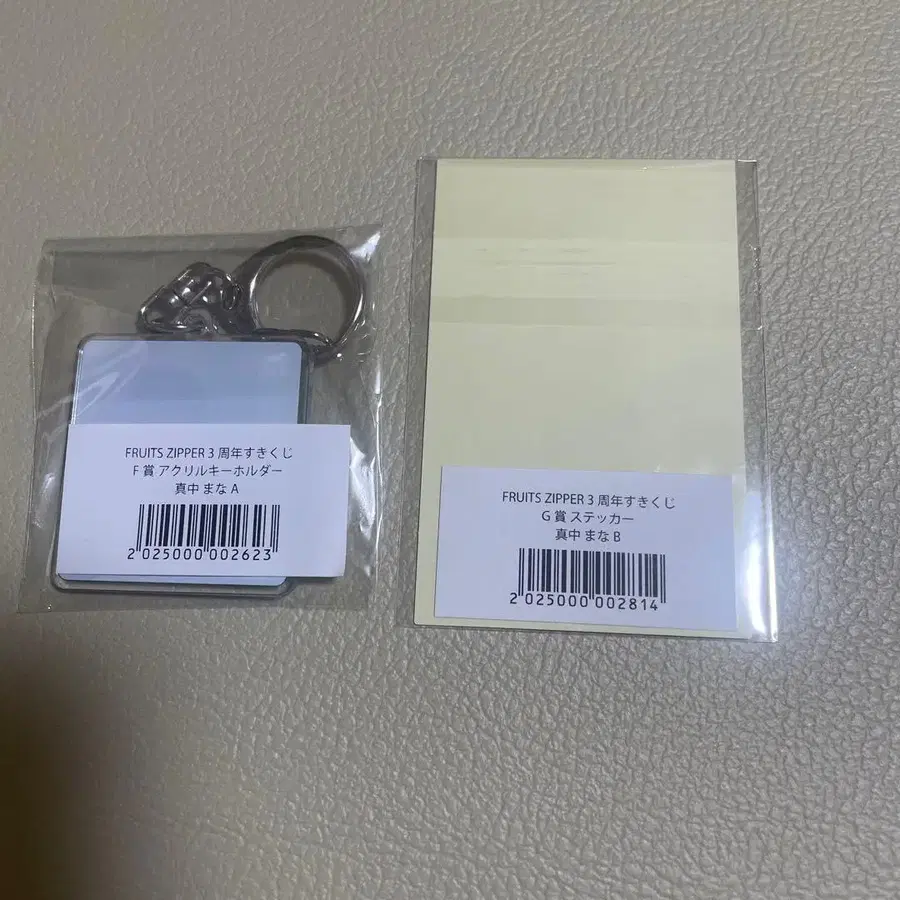 FRUITS ZIPPER 3 周年すきくじ
F 賞 アクリルキーホルダー
真中 まな A
2 025000 002623
FRUITS ZIPPER 3 周年すきくじ
G 賞 ステッカー
真中 まな B
2 025000 002814